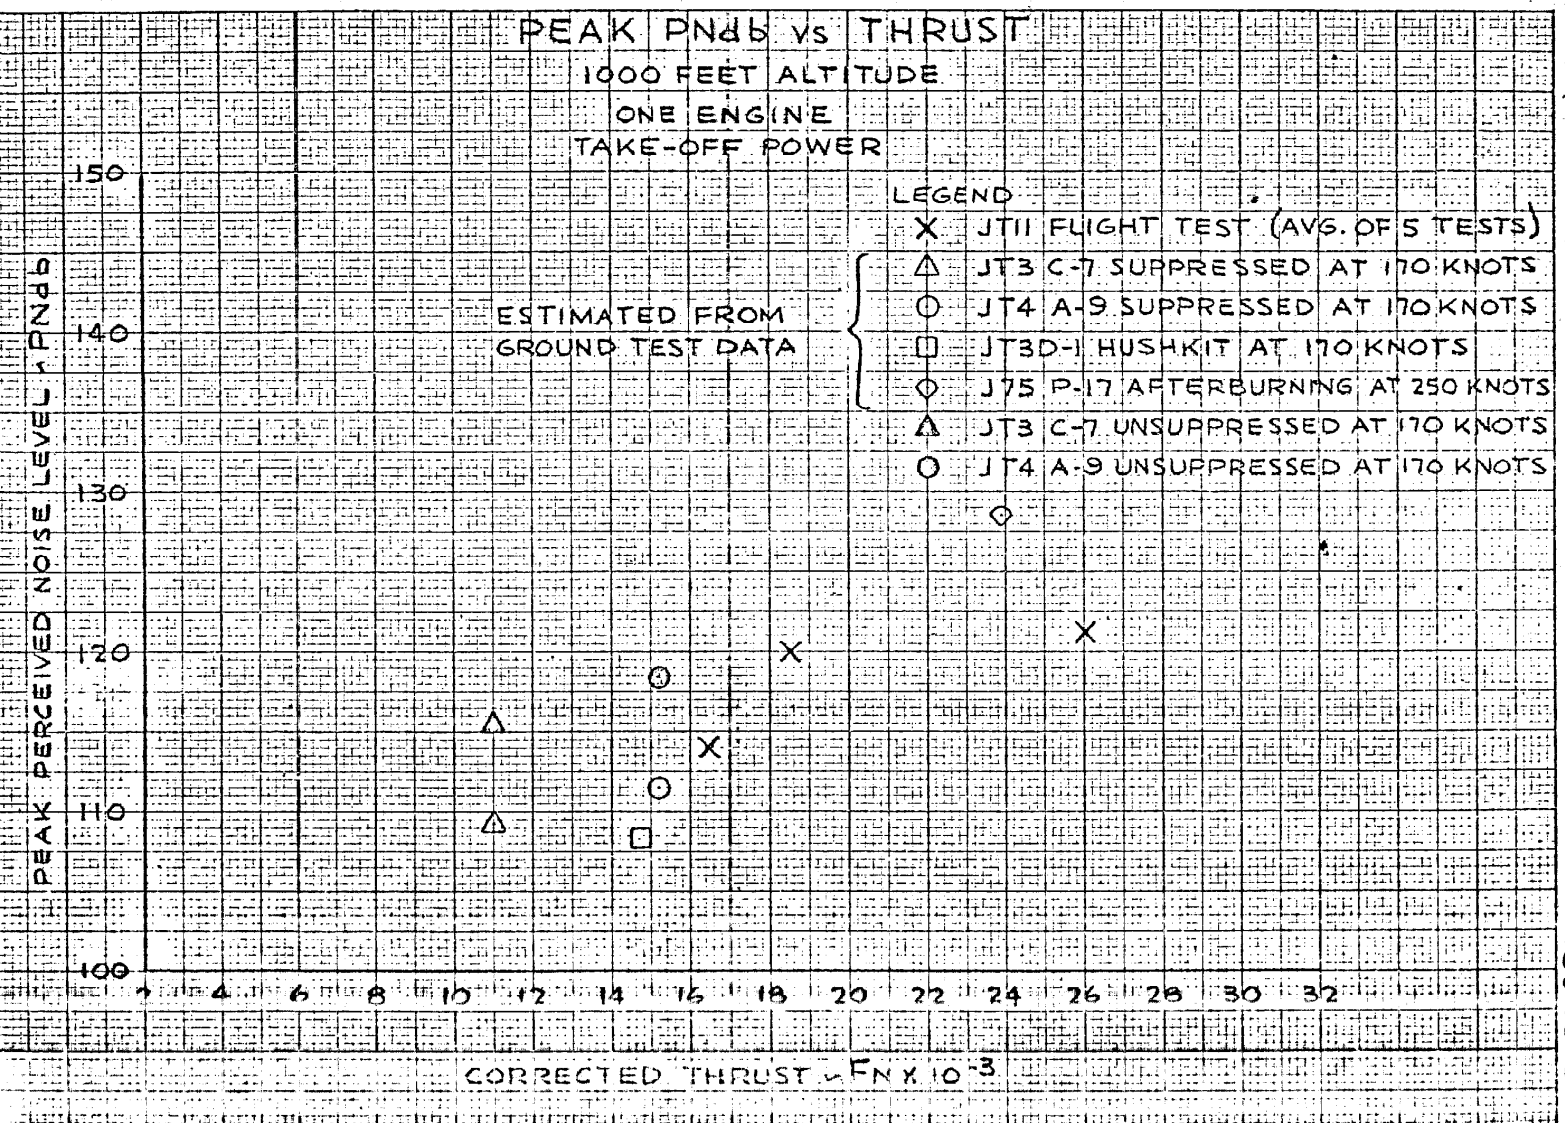 PEAK PNdb vs THRUST
1000 FEET ALTITUDE
ONE ENGINE
TAKE-OFF POWER
LEGEND
X JT11 FLIGHT TEST (AVG. OF 5 TESTS)
△ JT3 C-7 SUPPRESSED AT 170 KNOTS
○ JT4 A-9 SUPPRESSED AT 170 KNOTS
□ JT3D-1 HUSHKIT AT 170 KNOTS
◇ J75 P-17 AFTERBURNING AT 250 KNOTS
△ JT3 C-7 UNSUPPRESSED AT 170 KNOTS
○ JT4 A-9 UNSUPPRESSED AT 170 KNOTS
ESTIMATED FROM
GROUND TEST DATA
PEAK PERCEIVED NOISE LEVEL ~ PNdb
150
140
130
120
110
100
2 4 6 8 10 12 14 16 18 20 22 24 26 28 30 32
CORRECTED THRUST ~ FN X 10-3